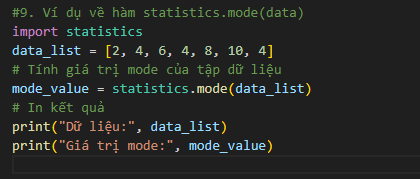 #9. Ví dụ về hàm statistics.mode(data)
import statistics
data_list = [2, 4, 6, 4, 8, 10, 4]
# Tính giá trị mode của tập dữ liệu
mode_value = statistics.mode(data_list)
# In kết quả
print("Dữ liệu:", data_list)
print("Giá trị mode:", mode_value)